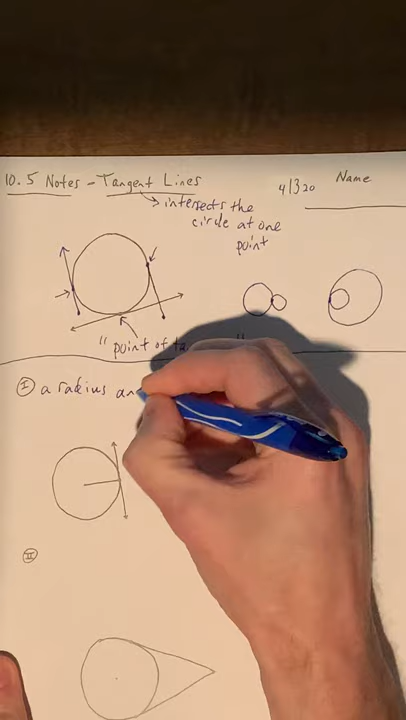 10.5 Notes - Tangent Lines
4/3/20
Name
intersects the
circle at one
point
" point of "
I a radius an
II